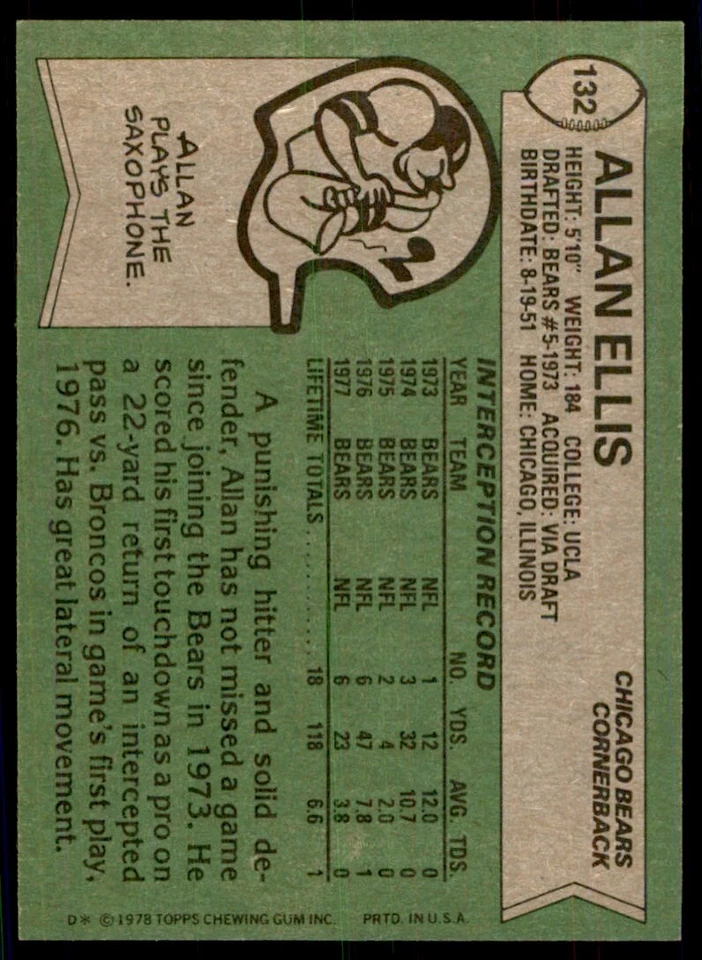 132
ALLAN ELLIS
CHICAGO BEARS
CORNERBACK
HEIGHT: 5'10" WEIGHT: 184 COLLEGE: UCLA
DRAFTED: BEARS #5-1973 ACQUIRED: VIA DRAFT
BIRTHDATE: 8-19-51 HOME: CHICAGO, ILLINOIS
ALLAN
PLAYS THE
SAXOPHONE.
INTERCEPTION RECORD
YEAR TEAM NO. YDS. AVG. TDS.
1973 BEARS NFL 1 12 12.0 0
1974 BEARS NFL 3 32 10.7 0
1975 BEARS 2 4 2.0 0
1976 BEARS NFL 6 47 7.8 1
1977 BEARS NFL 6 23 3.8 0
LIFETIME TOTALS 18 118 6.6 1
A punishing hitter and solid de-
fender, Allan has not missed a game
since joining the Bears in 1973. He
scored his first touchdown as a pro on
a 22-yard return of an intercepted
pass vs. Broncos in game's first play,
1976. Has great lateral movement.
D* © 1978 TOPPS CHEWING GUM INC. PRTD. IN U.S.A.